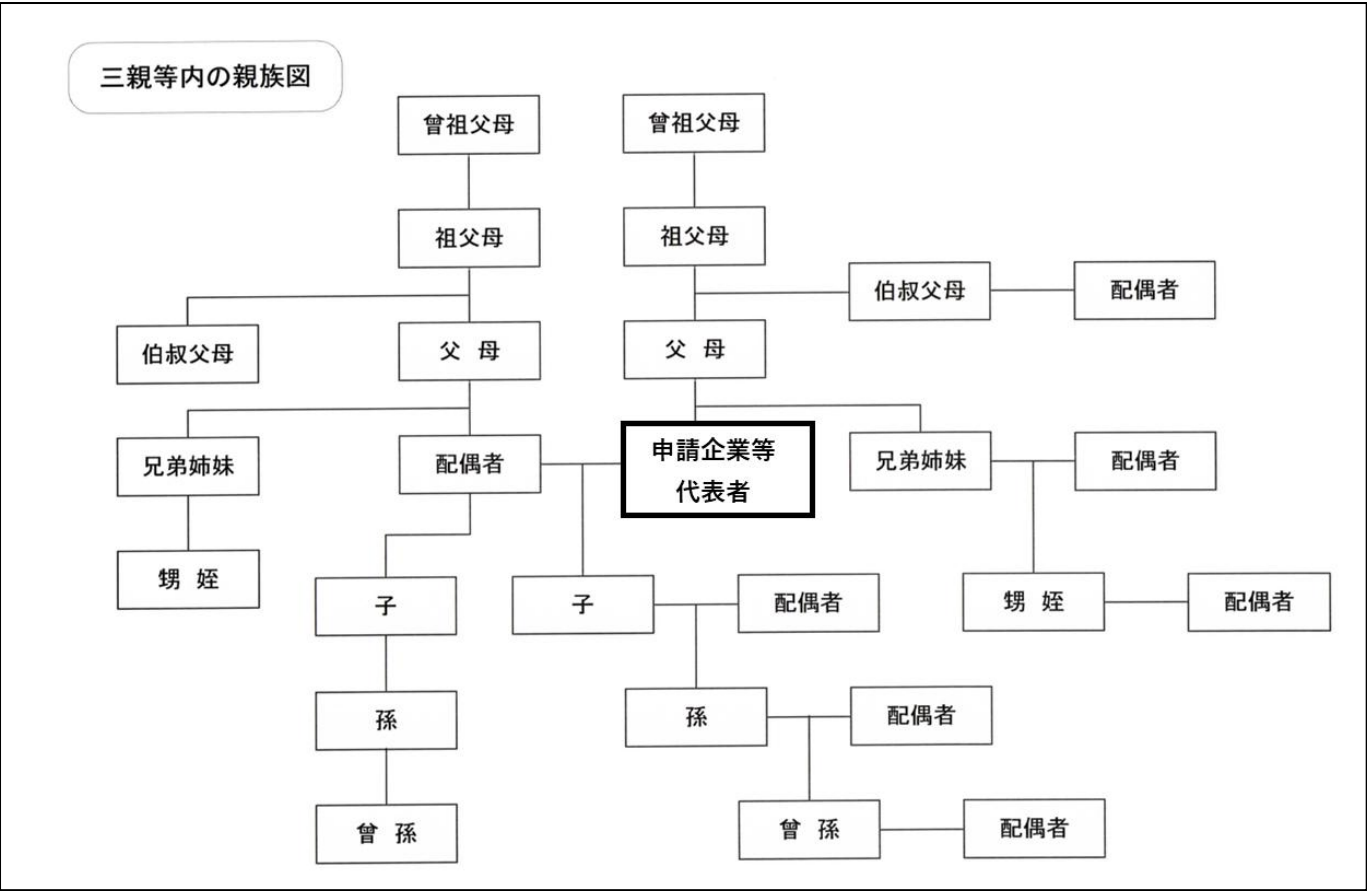 三親等内の親族図
曾祖父母
曾祖父母
祖父母
祖父母
伯叔父母
配偶者
伯叔父母
父 母
父 母
兄弟姉妹
配偶者
申請企業等
代表者
兄弟姉妹
配偶者
甥 姪
子
子
配偶者
甥 姪
配偶者
孫
孫
配偶者
曾 孫
曾 孫
配偶者